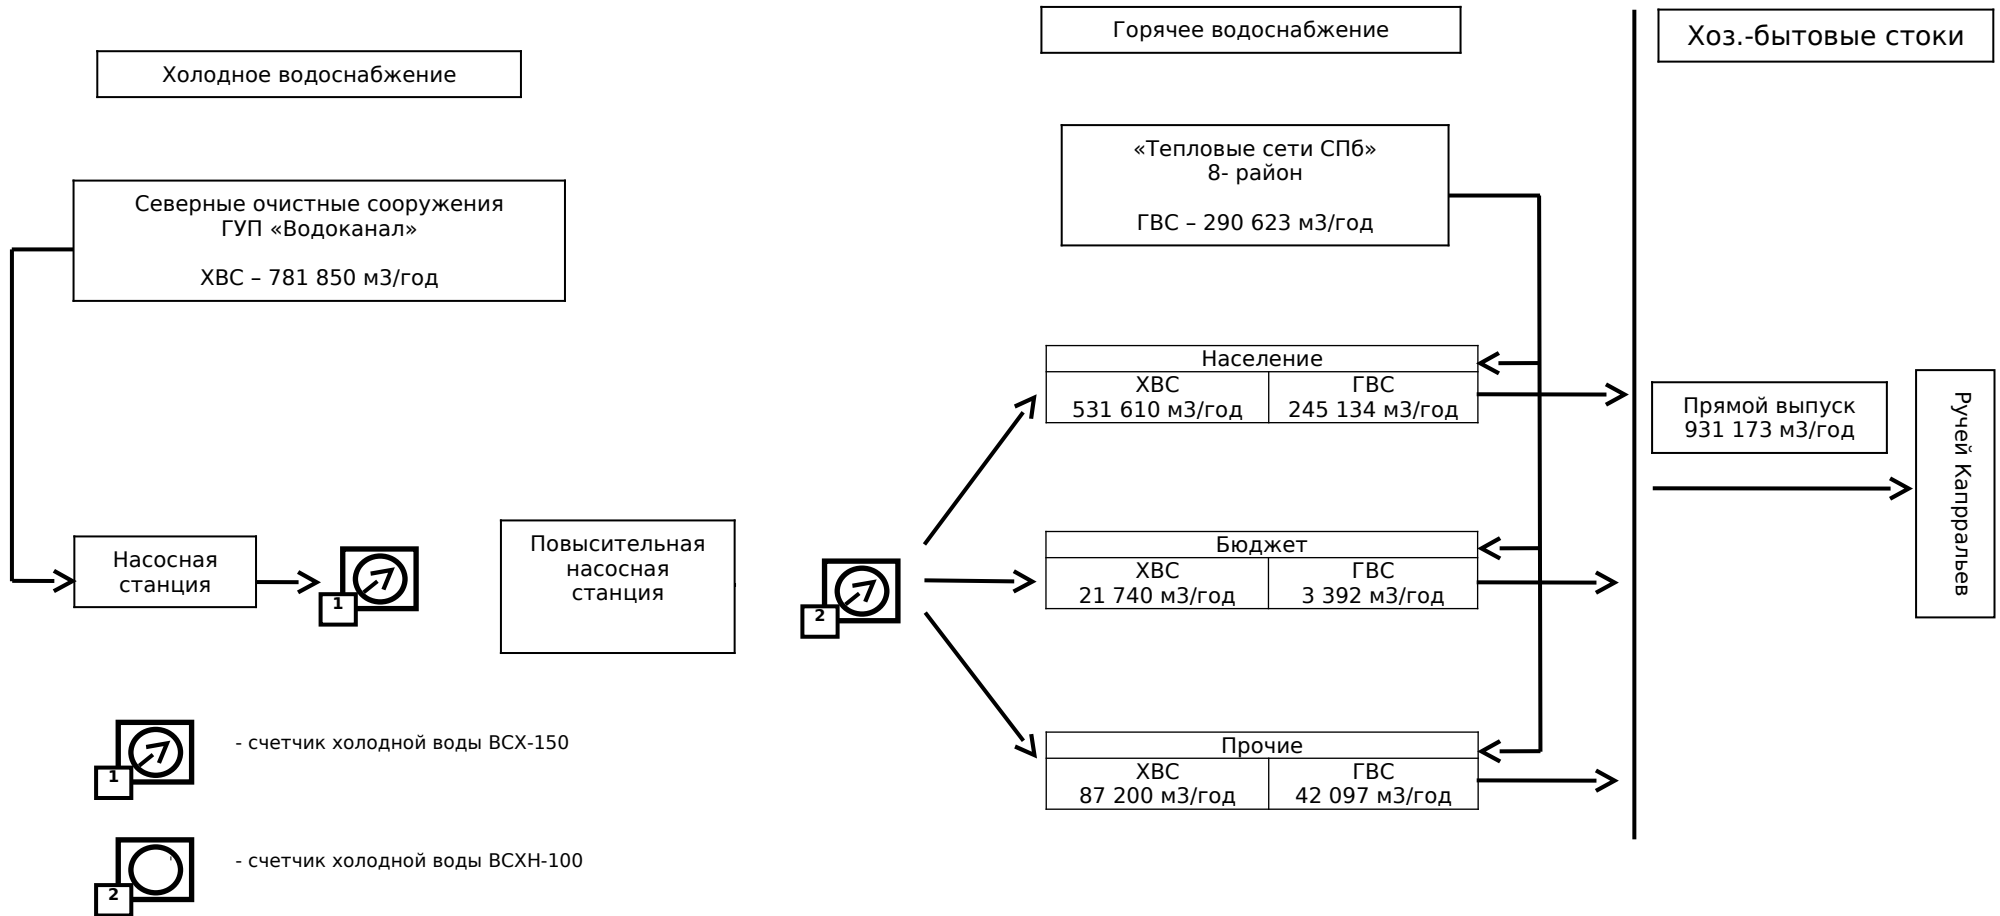 Холодное водоснабжение
Горячее водоснабжение
Хоз.-бытовые стоки
Северные очистные сооружения
ГУП «Водоканал»
ХВС – 781 850 м3/год
«Тепловые сети СПб»
8- район
ГВС – 290 623 м3/год
Насосная
станция
1
Повысительная
насосная
станция
2
Население
ХВС
531 610 м3/год
ГВС
245 134 м3/год
Бюджет
ХВС
21 740 м3/год
ГВС
3 392 м3/год
Прочие
ХВС
87 200 м3/год
ГВС
42 097 м3/год
Прямой выпуск
931 173 м3/год
Ручей Капрральев
1
- счетчик холодной воды ВСХ-150
2
- счетчик холодной воды ВСХН-100